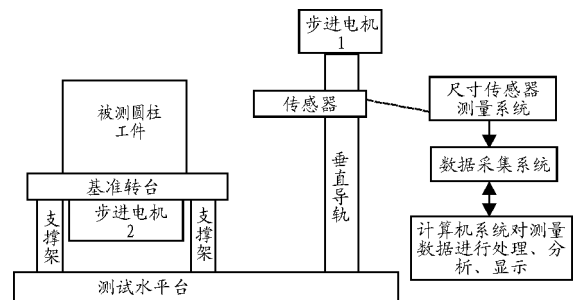 步进电机
1
传感器
尺寸传感器
测量系统
被测圆柱
工件
数据采集系统
垂直导轨
基准转台
步进电机
2
支撑架
支撑架
计算机系统对测量
数据进行处理、分
析、显示
测试水平台